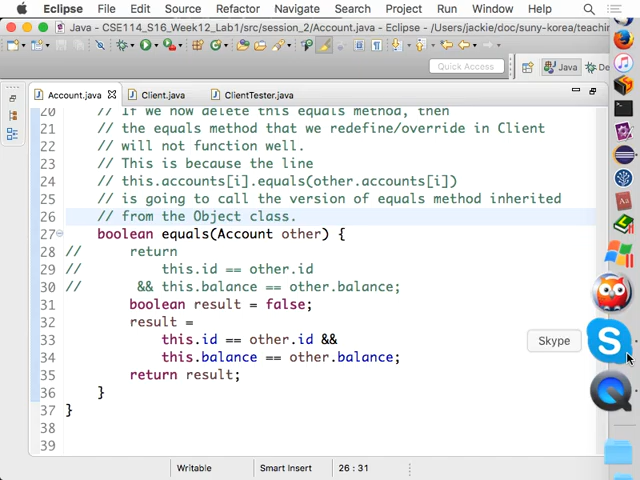 Eclipse File Edit Source Refactor Navigate Search Project Run Window Help
Java - CSE114_S16_Week12_Lab1/src/session_2/Account.java - Eclipse - /Users/jackie/doc/suny-korea/teachin
Quick Access Java De
Account.java Client.java ClientTester.java
20 // If we now delete this equals method, then
21 // the equals method that we redefine/override in Client
22 // will not function well.
23 // This is because the line
24 // this.accounts[i].equals(other.accounts[i])
25 // is going to call the version of equals method inherited
26 // from the Object class.
27 boolean equals(Account other) {
28 // return
29 // this.id == other.id
30 // && this.balance == other.balance;
31 boolean result = false;
32 result =
33 this.id == other.id &&
34 this.balance == other.balance;
35 return result;
36 }
37 }
38
39
Skype
S
Writable Smart Insert 26 : 31